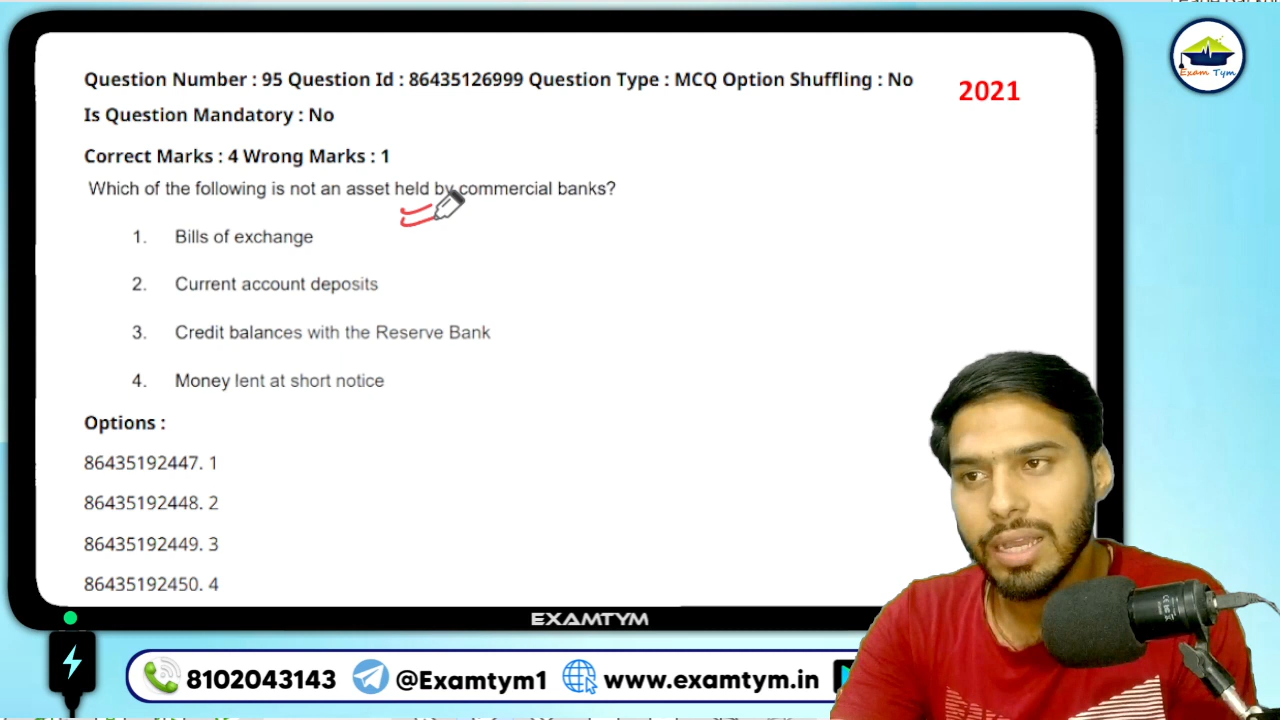 Exam Tym
Question Number : 95 Question Id : 86435126999 Question Type : MCQ Option Shuffling : No
2021
Is Question Mandatory : No
Correct Marks : 4 Wrong Marks : 1
Which of the following is not an asset held by commercial banks?
1. Bills of exchange
2. Current account deposits
3. Credit balances with the Reserve Bank
4. Money lent at short notice
Options :
86435192447. 1
86435192448. 2
86435192449. 3
86435192450. 4
EXAMTYM
8102043143 @Examtym1 www.examtym.in